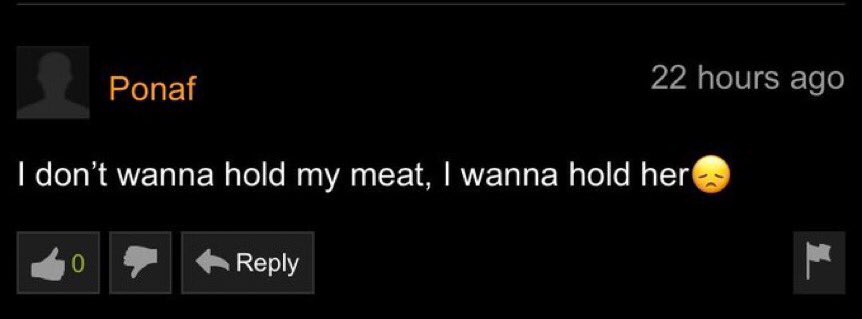 Ponaf
22 hours ago
I don’t wanna hold my meat, I wanna hold her😞
0
Reply